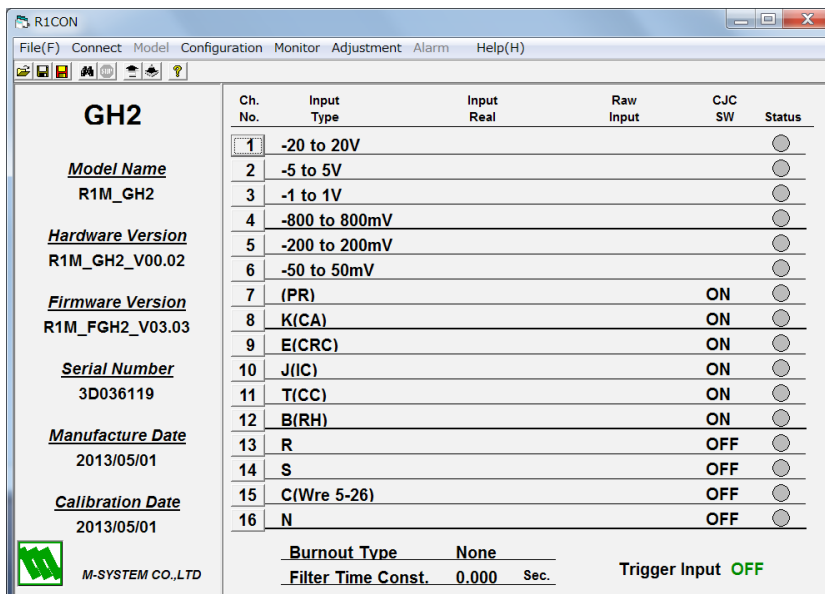 R1CON
File(F) Connect Model Configuration Monitor Adjustment Alarm Help(H)
GH2
Model Name
R1M_GH2
Hardware Version
R1M_GH2_V00.02
Firmware Version
R1M_FGH2_V03.03
Serial Number
3D036119
Manufacture Date
2013/05/01
Calibration Date
2013/05/01
M-SYSTEM CO.,LTD
Ch. No. Input Type Input Real Raw Input CJC SW Status
1 -20 to 20V
2 -5 to 5V
3 -1 to 1V
4 -800 to 800mV
5 -200 to 200mV
6 -50 to 50mV
7 (PR) ON
8 K(CA) ON
9 E(CRC) ON
10 J(IC) ON
11 T(CC) ON
12 B(RH) ON
13 R OFF
14 S OFF
15 C(Wre 5-26) OFF
16 N OFF
Burnout Type None
Filter Time Const. 0.000 Sec.
Trigger Input OFF